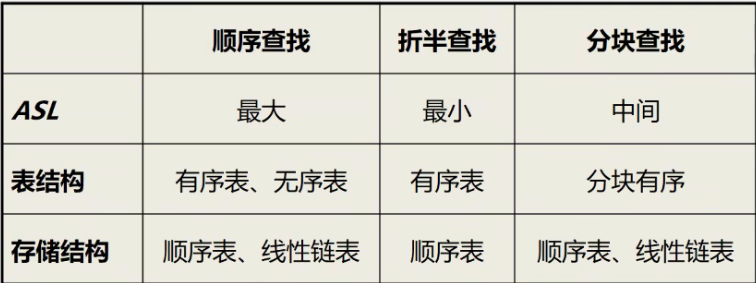 顺序查找 折半查找 分块查找
ASL 最大 最小 中间
表结构 有序表、无序表 有序表 分块有序
存储结构 顺序表、线性链表 顺序表 顺序表、线性链表